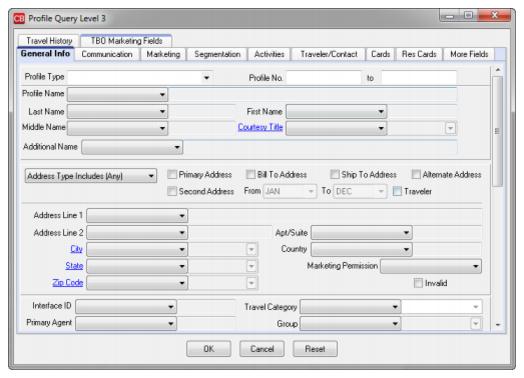 CB Profile Query Level 3
Travel History TBO Marketing Fields
General Info Communication Marketing Segmentation Activities Traveler/Contact Cards Res Cards More Fields
Profile Type Profile No. to
Profile Name
Last Name First Name
Middle Name Courtesy Title
Additional Name
Address Type Includes (Any) Primary Address Bill To Address Ship To Address Alternate Address
Second Address From JAN To DEC Traveler
Address Line 1
Address Line 2 Apt/Suite
City Country
State Marketing Permission
Zip Code Invalid
Interface ID Travel Category
Primary Agent Group
OK Cancel Reset